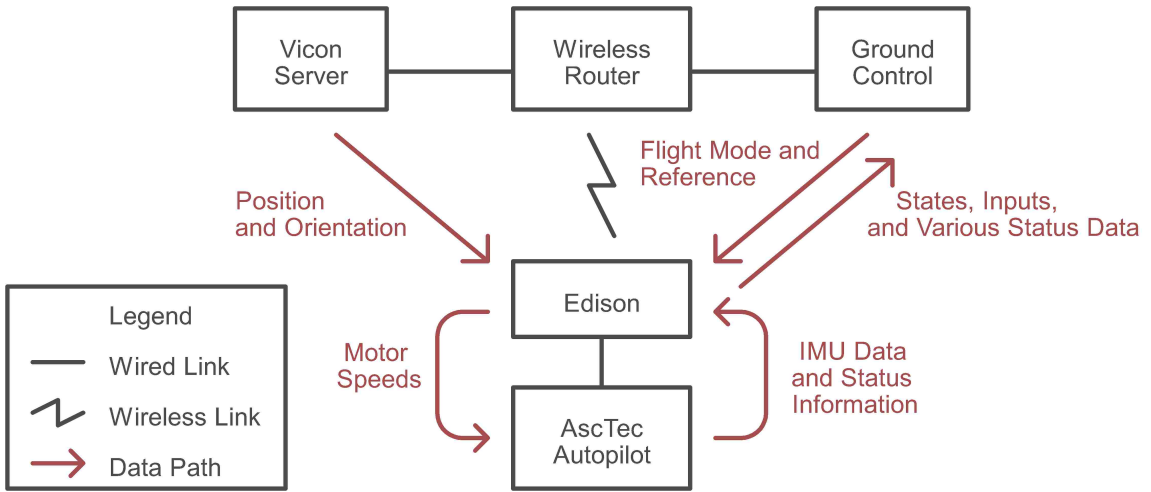 Vicon
Server
Wireless
Router
Ground
Control
Flight Mode and
Reference
Position
and Orientation
States, Inputs,
and Various Status Data
Edison
Motor
Speeds
IMU Data
and Status
Information
AscTec
Autopilot
Legend
Wired Link
Wireless Link
Data Path